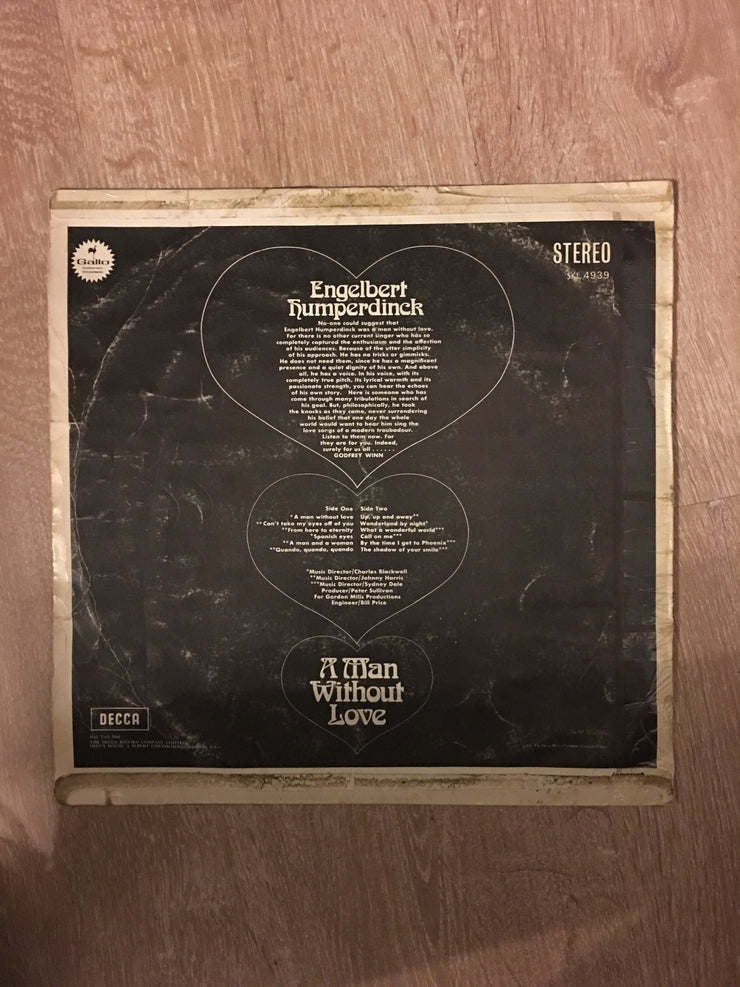 Gallo
STEREO
SKL 4939
Engelbert
Humperdinck
No-one could suggest that
Engelbert Humperdinck was a man without love.
For there is no other current singer who has so
completely captured the enthusiasm and the affection
of his audiences. Because of the utter simplicity
of his approach. He has no tricks or gimmicks.
He does not need them, since he has a magnificent
presence and a quiet dignity of his own. And above
all, he has a voice. In his voice, with its
completely true pitch, its lyrical warmth and its
passionate strength, you can hear the echoes
of his own story. Here is someone who has
come through many tribulations in search of
his goal. But, philosophically, he took
the knocks as they came, never surrendering
his belief that one day the whole
world would want to hear him sing the
love songs of a modern troubadour.
Listen to them now. For
they are for you. Indeed,
surely for us all ......
GODFREY WINN
Side One Side Two
*A man without love Up, up and away**
**Can't take my eyes off of you Wonderland by night*
**From here to eternity What a wonderful world***
*Spanish eyes Call on me***
**A man and a woman By the time I get to Phoenix***
**Quando, quando, quando The shadow of your smile***
*Music Director/Charles Blackwell
**Music Director/Johnny Harris
***Music Director/Sydney Dale
Producer/Peter Sullivan
For Gordon Mills Productions
Engineer/Bill Price
A Man
Without
Love
DECCA
THE DECCA RECORD COMPANY LIMITED
DECCA HOUSE, 9 ALBERT EMBANKMENT